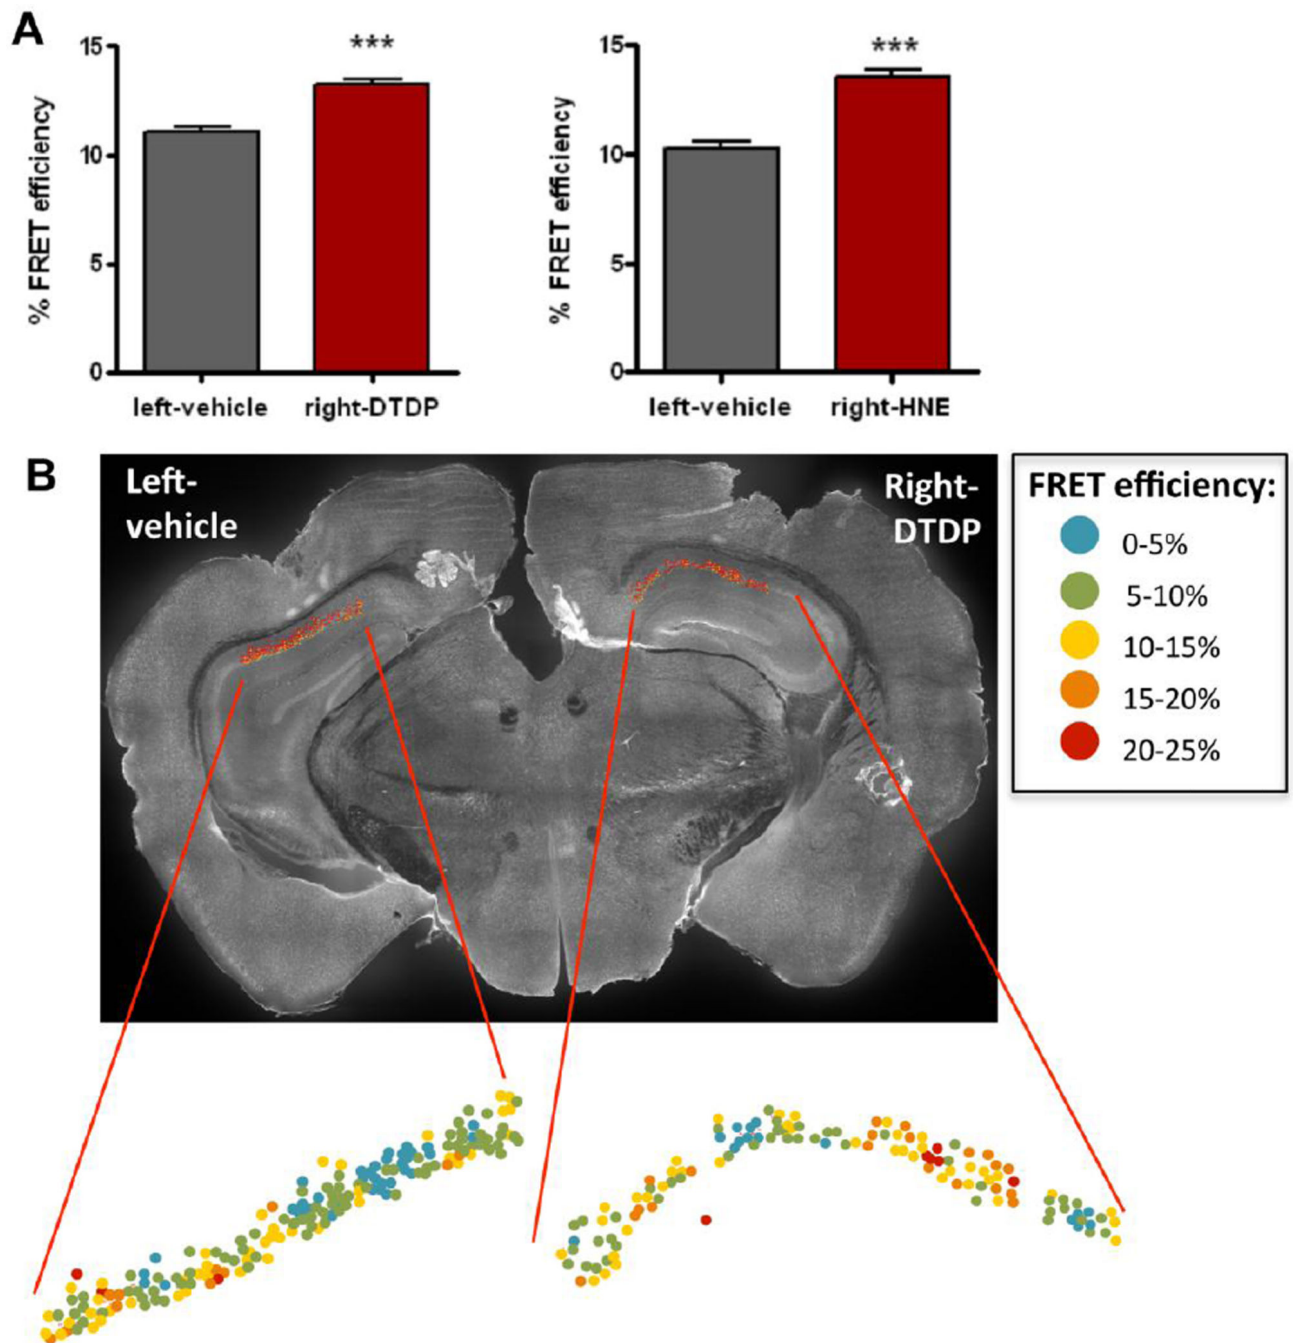 A
15
10
5
0
% FRET efficiency
***
left-vehicle right-DTDP
15
10
5
0
% FRET efficiency
***
left-vehicle right-HNE
B
Left-
vehicle
Right-
DTDP
FRET efficiency:
0-5%
5-10%
10-15%
15-20%
20-25%